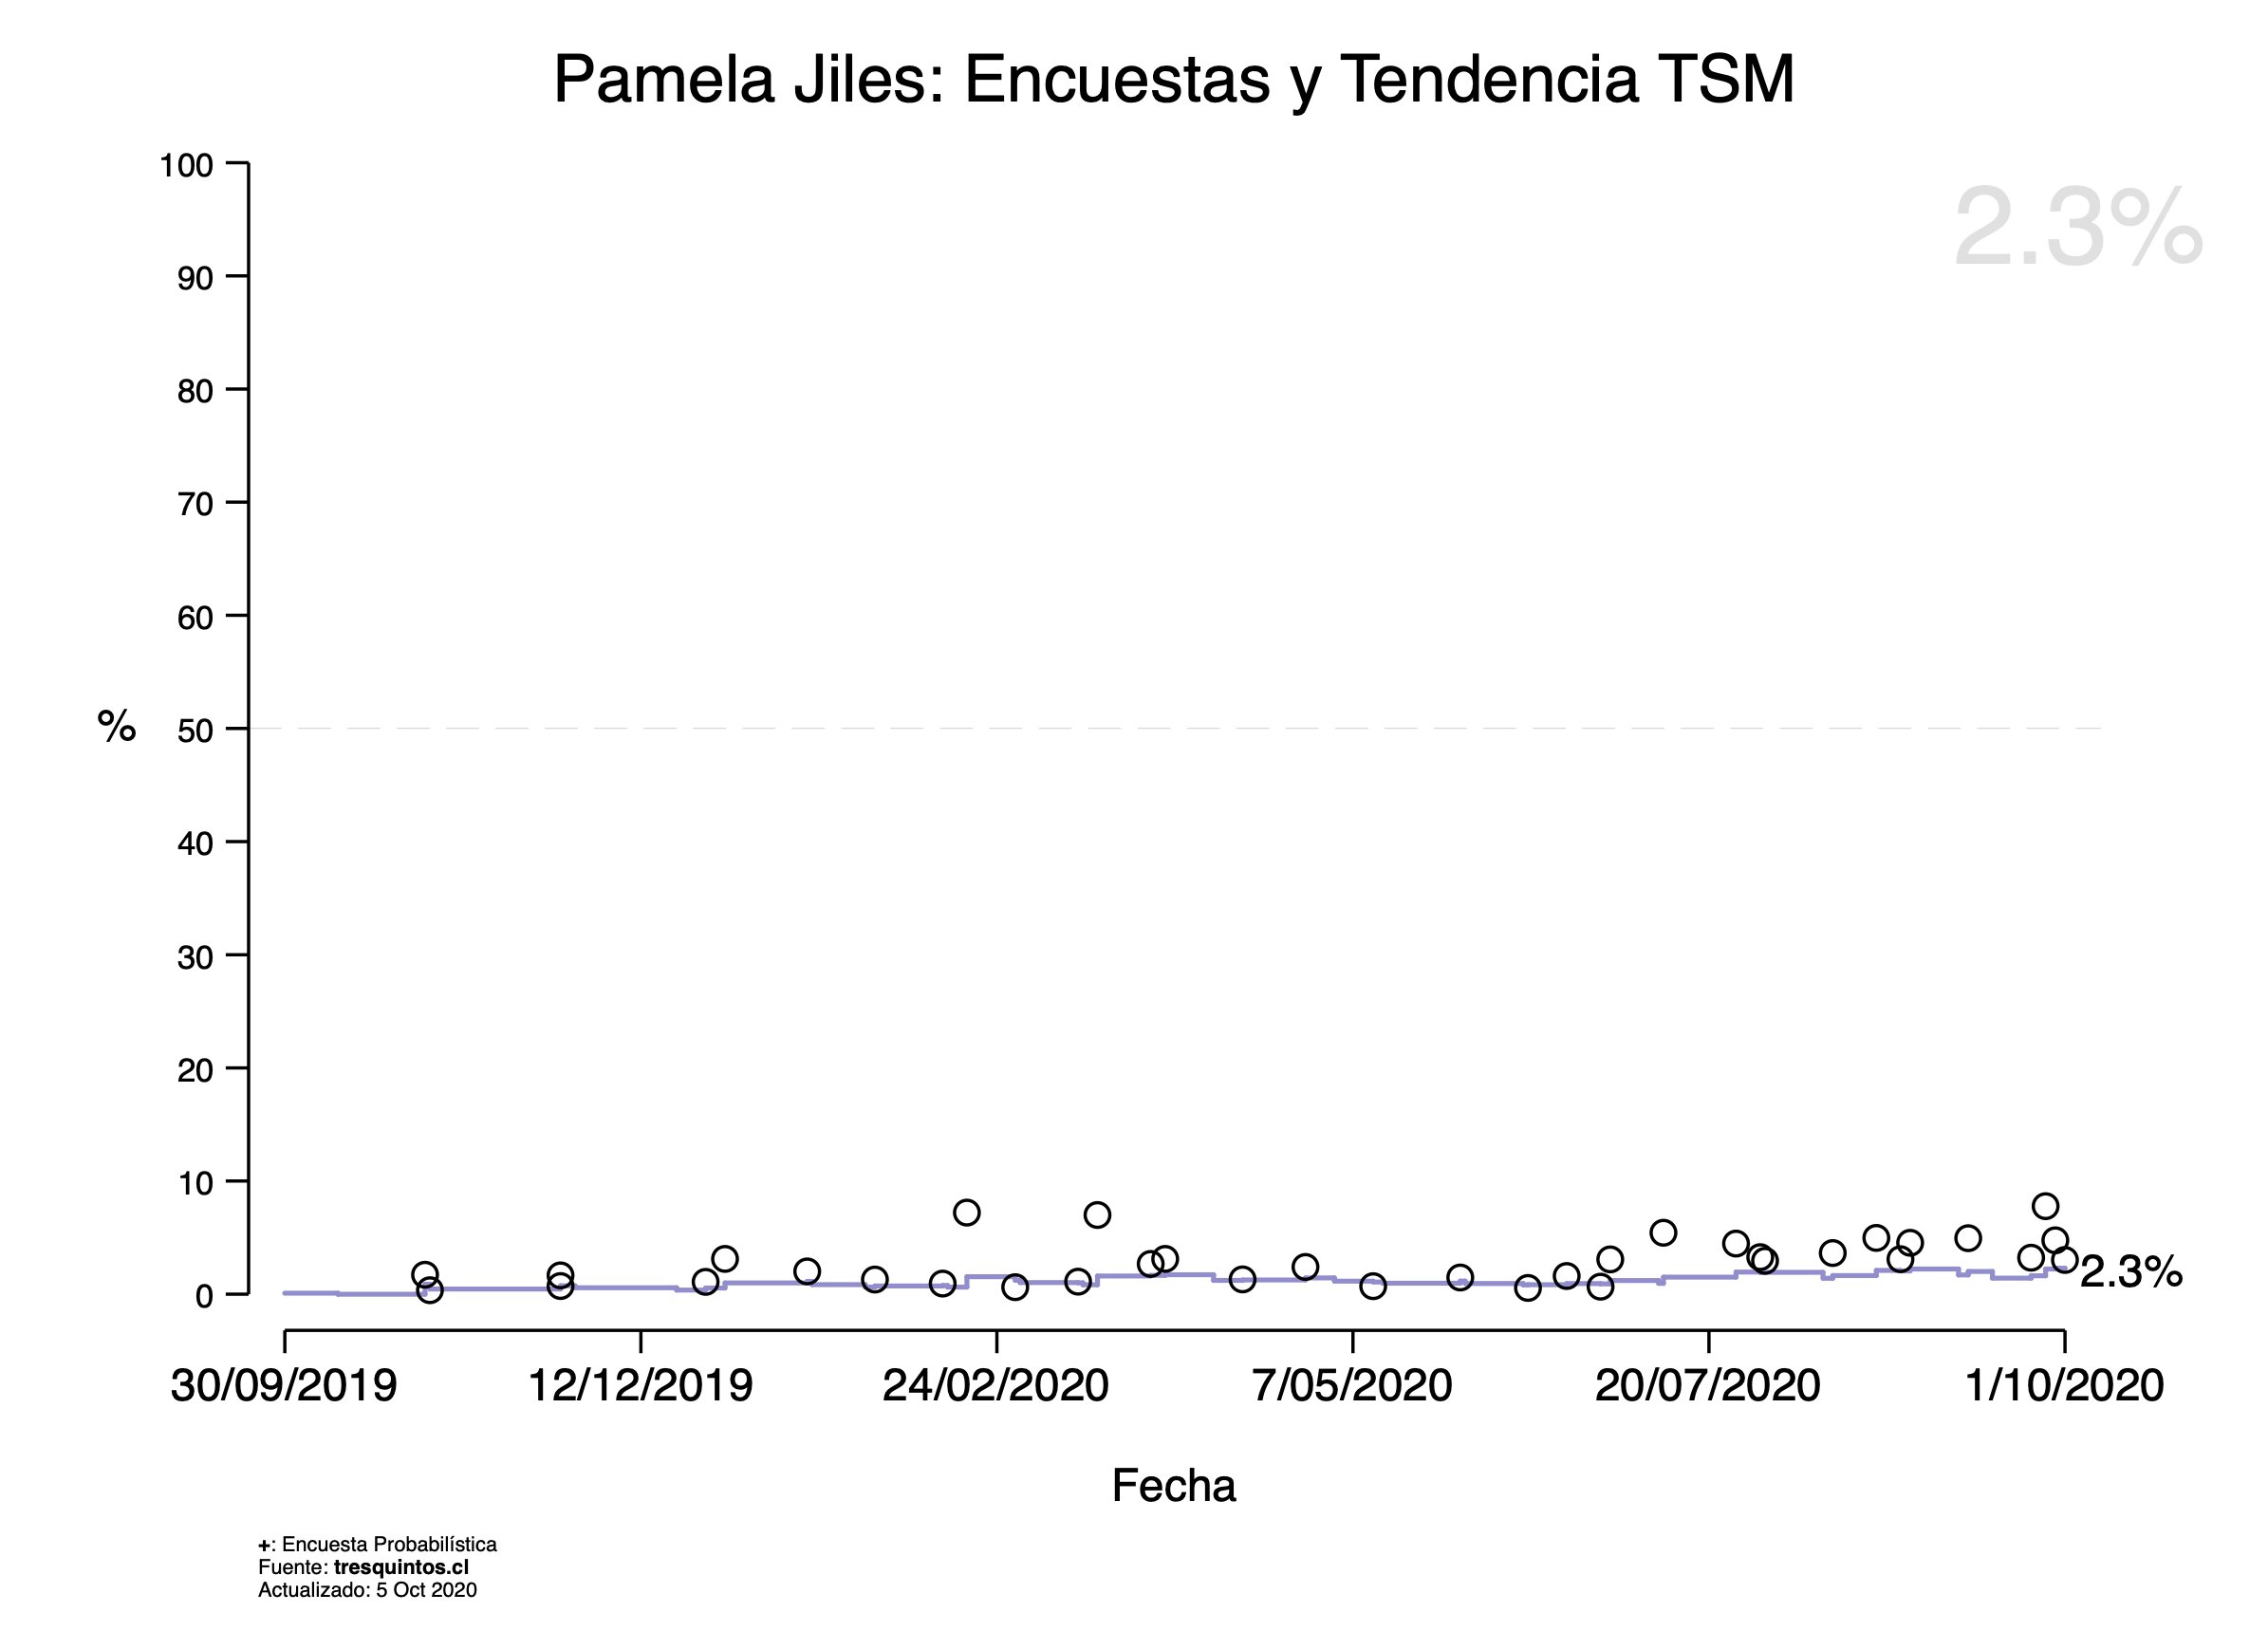 Pamela Jiles: Encuestas y Tendencia TSM
2.3%
100
90
80
70
60
50
40
30
20
10
0
%
2.3%
30/09/2019 12/12/2019 24/02/2020 7/05/2020 20/07/2020 1/10/2020
Fecha
+: Encuesta Probabilística
Fuente: tresquintos.cl
Actualizado: 5 Oct 2020